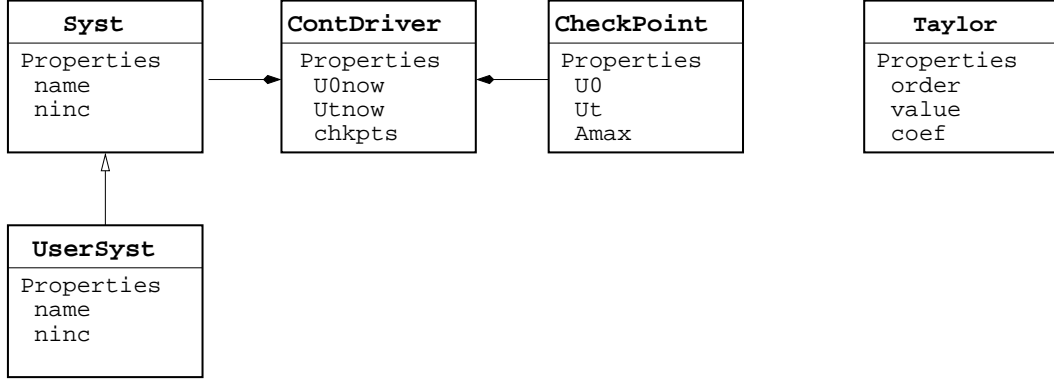 Syst
Properties
name
ninc
ContDriver
Properties
U0now
Utnow
chkpts
CheckPoint
Properties
U0
Ut
Amax
Taylor
Properties
order
value
coef
UserSyst
Properties
name
ninc